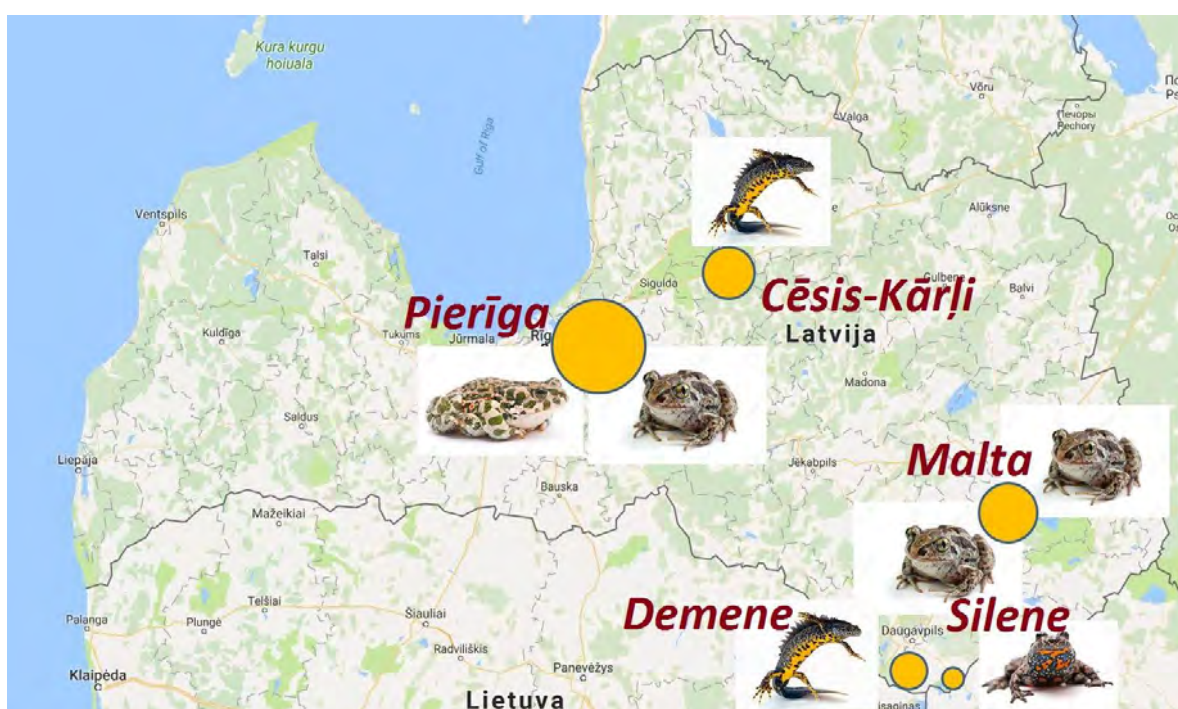 Kura kurgu
hoiuala
Võru
Valga
Печоры
Pechory
Gulf of Riga
Ventspils
Talsi
Alūksne
Sigulda
Gulbene
Balvi
Pierīga
Cēsis-Kārļi
Kuldīga
Tukums
Jūrmala
Rīg
Latvija
Madona
Saldus
Liepāja
Jēkabpils
Malta
Bauska
Mažeikiai
Telšiai
Palanga
Plungė
Šiauliai
Demene
Silene
Daugavpils
Radviliškis
Klaipėda
Panevėžys
Lietuva
isaginas